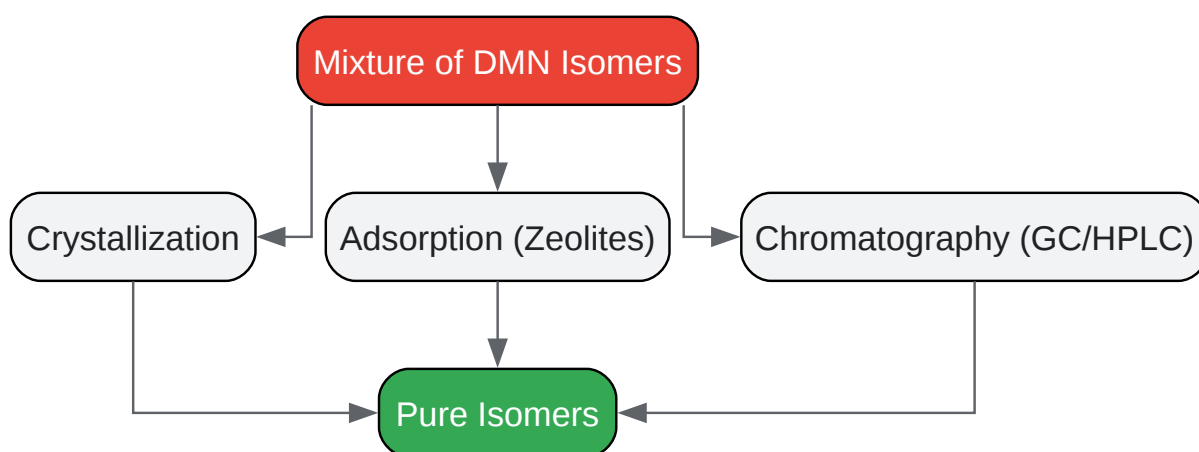 Mixture of DMN Isomers
Crystallization
Adsorption (Zeolites)
Chromatography (GC/HPLC)
Pure Isomers